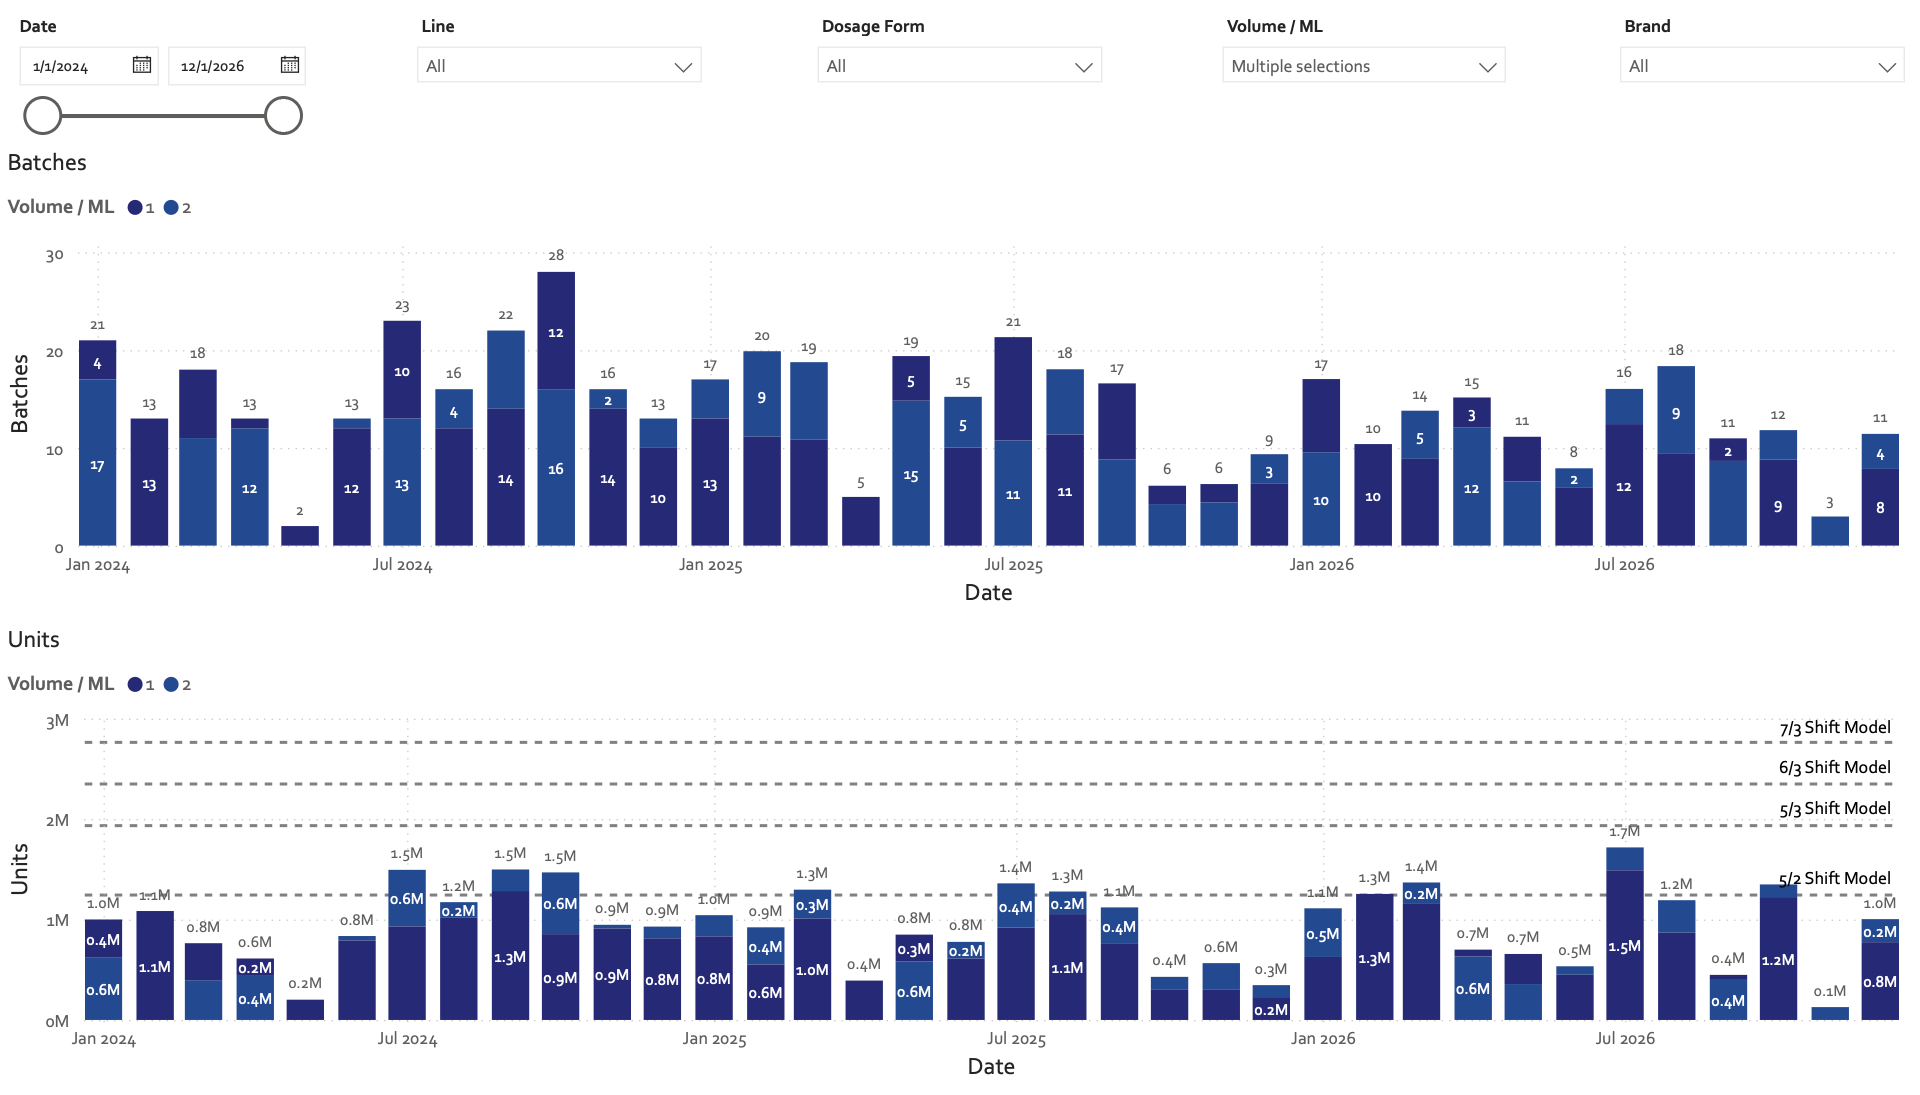 Date Line Dosage Form Volume / ML Brand
1/1/2024 12/1/2026 All All Multiple selections All
Batches
Volume / ML 1 2
Batches
30
20
10
0
21 13 18 13 2 13 23 16 22 28 16 13 17 20 19 5 19 15 21 18 17 6 6 9 17 10 14 15 11 8 16 18 11 12 3 11
4 10 4 12 2 9 5 5 3 5 3 2 9 2 4
17 13 12 12 13 14 16 14 10 13 15 11 11 10 10 12 12 9 8
Jan 2024 Jul 2024 Jan 2025 Jul 2025 Jan 2026 Jul 2026
Date
Units
Volume / ML 1 2
Units
3M
2M
1M
0M
7/3 Shift Model
6/3 Shift Model
5/3 Shift Model
5/2 Shift Model
1.0M 1.1M 0.8M 0.6M 0.2M 0.8M 1.5M 1.2M 1.5M 1.5M 0.9M 0.9M 1.0M 0.9M 1.3M 0.4M 0.8M 0.8M 1.4M 1.3M 1.1M 0.4M 0.6M 0.3M 1.1M 1.3M 1.4M 0.7M 0.7M 0.5M 1.7M 1.2M 0.4M 0.1M 1.0M
0.4M 0.2M 0.6M 0.2M 0.6M 0.4M 0.3M 0.3M 0.2M 0.4M 0.2M 0.4M 0.5M 0.2M 0.2M
0.6M 1.1M 0.4M 1.3M 0.9M 0.9M 0.8M 0.8M 0.6M 1.0M 0.6M 1.1M 0.2M 1.3M 0.6M 1.5M 0.4M 1.2M 0.8M
Jan 2024 Jul 2024 Jan 2025 Jul 2025 Jan 2026 Jul 2026
Date